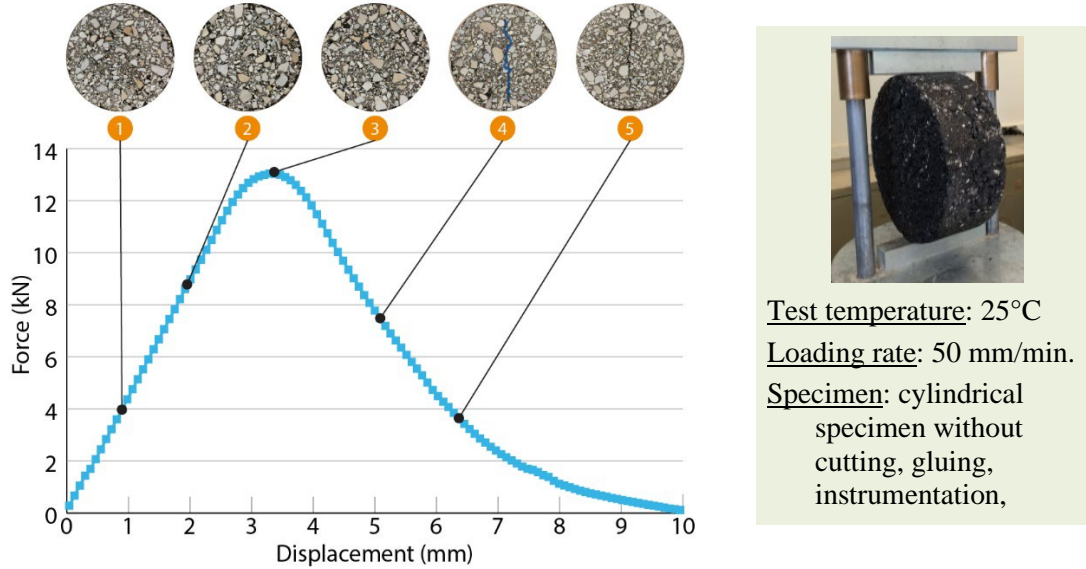 1 2 3 4 5
14
12
10
8
6
4
2
0
Force (kN)
0 1 2 3 4 5 6 7 8 9 10
Displacement (mm)
Test temperature: 25°C
Loading rate: 50 mm/min.
Specimen: cylindrical
specimen without
cutting, gluing,
instrumentation,